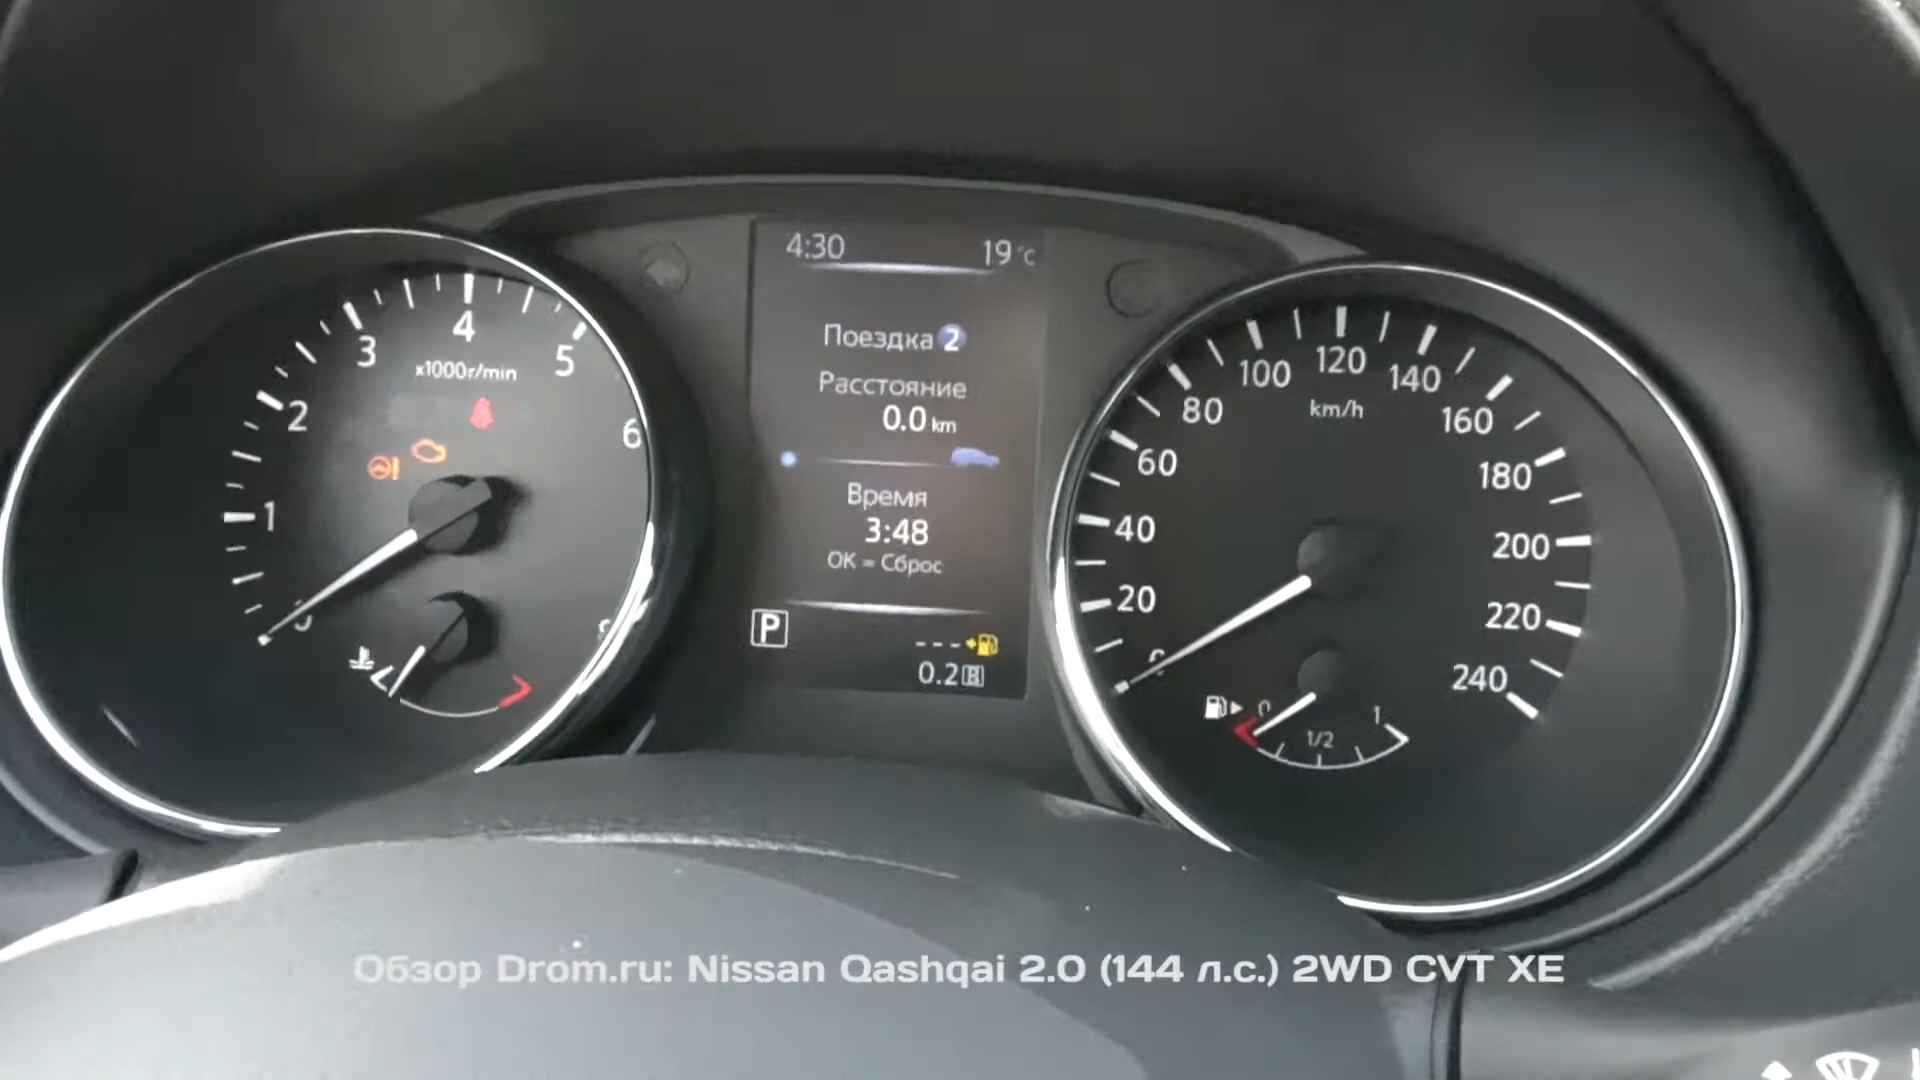 4:30 19°C
Поездка 2
Расстояние
0.0 km
Время
3:48
OK = Сброс
P
---
0.2 B
1
2
3
4
5
6
x1000r/min
20
40
60
80
100
120
140
160
180
200
220
240
km/h
0
1/2
1
Обзор Drom.ru: Nissan Qashqai 2.0 (144 л.с.) 2WD CVT XE